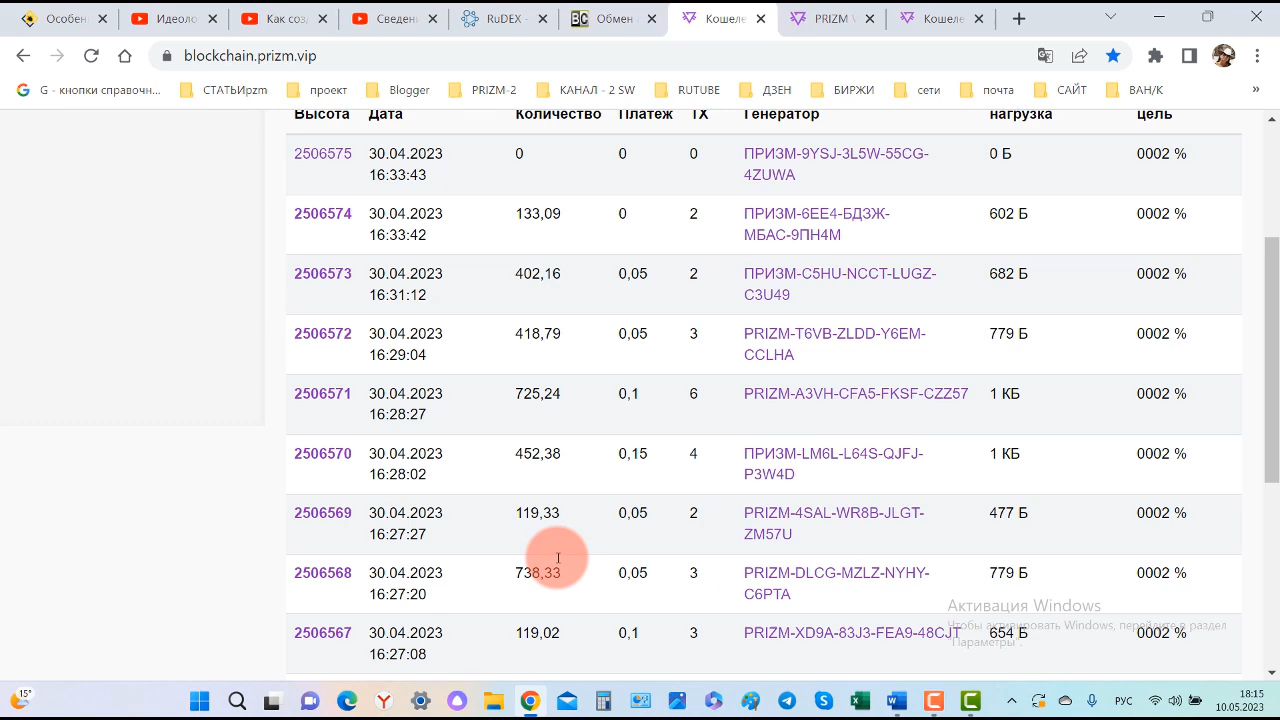 Идеоло
Как соз
Сведен
RuDEX -
Обмен
Кошеле
PRIZM
Кошеле
Особен
blockchain.prizm.vip
G - кнопки справочн...
СТАТЬИpzm
проект
Blogger
PRIZM-2
КАНАЛ - 2 SW
RUTUBE
ДЗЕН
БИРЖИ
сети
почта
САЙТ
ВАН/К
»
Высота Дата Количество Платеж TX Генератор нагрузка цель
2506575 30.04.2023 0 0 0 ПРИЗМ-9YSJ-3L5W-55CG- 0 Б 0002 %
16:33:43 4ZUWA
2506574 30.04.2023 133,09 0 2 ПРИЗМ-6EE4-БДЗЖ- 602 Б 0002 %
16:33:42 МБАС-9ПН4М
2506573 30.04.2023 402,16 0,05 2 ПРИЗМ-C5HU-NCCT-LUGZ- 682 Б 0002 %
16:31:12 C3U49
2506572 30.04.2023 418,79 0,05 3 PRIZM-T6VB-ZLDD-Y6EM- 779 Б 0002 %
16:29:04 CCLHA
2506571 30.04.2023 725,24 0,1 6 PRIZM-A3VH-CFA5-FKSF-CZZ57 1 КБ 0002 %
16:28:27
2506570 30.04.2023 452,38 0,15 4 ПРИЗМ-LM6L-L64S-QJFJ- 1 КБ 0002 %
16:28:02 P3W4D
2506569 30.04.2023 119,33 0,05 2 PRIZM-4SAL-WR8B-JLGT- 477 Б 0002 %
16:27:27 ZM57U
2506568 30.04.2023 738,33 0,05 3 PRIZM-DLCG-MZLZ-NYHY- 779 Б 0002 %
16:27:20 C6PTA
2506567 30.04.2023 119,02 0,1 3 PRIZM-XD9A-83J3-FEA9-48CJT 654 Б 0002 %
16:27:08
Активация Windows
Чтобы активировать Windows, перейдите в раздел
"Параметры".
15°
РУС
18:15
10.05.2023